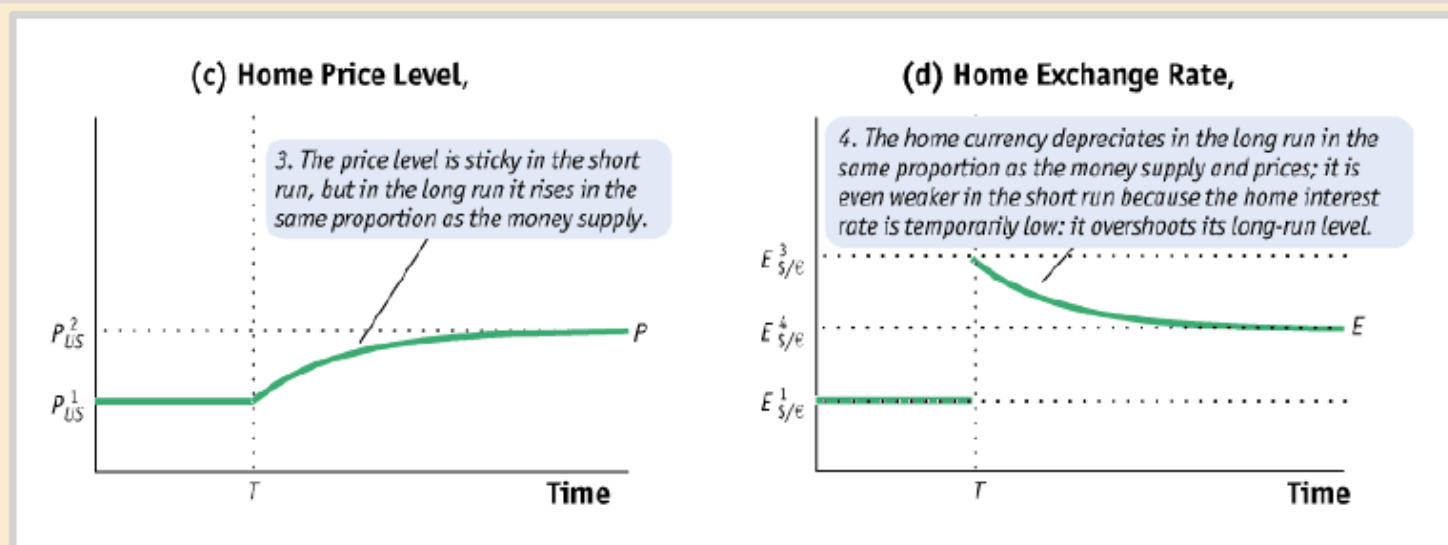 (c) Home Price Level,
3. The price level is sticky in the short
run, but in the long run it rises in the
same proportion as the money supply.
P²US
P
P¹US
T
Time
(d) Home Exchange Rate,
4. The home currency depreciates in the long run in the
same proportion as the money supply and prices; it is
even weaker in the short run because the home interest
rate is temporarily low: it overshoots its long-run level.
E³$/€
E⁴$/€
E
E¹$/€
T
Time